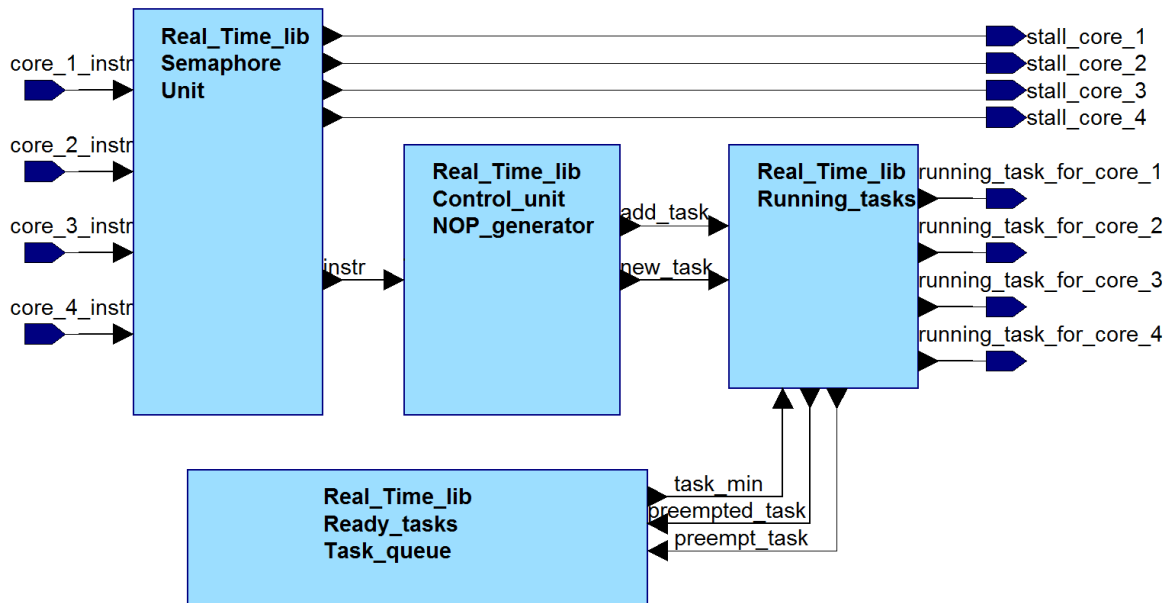 Real_Time_lib
Semaphore
Unit
core_1_instr
core_2_instr
core_3_instr
core_4_instr
stall_core_1
stall_core_2
stall_core_3
stall_core_4
instr
Real_Time_lib
Control_unit
NOP_generator
add_task
new_task
Real_Time_lib
Running_tasks
running_task_for_core_1
running_task_for_core_2
running_task_for_core_3
running_task_for_core_4
Real_Time_lib
Ready_tasks
Task_queue
task_min
preempted_task
preempt_task